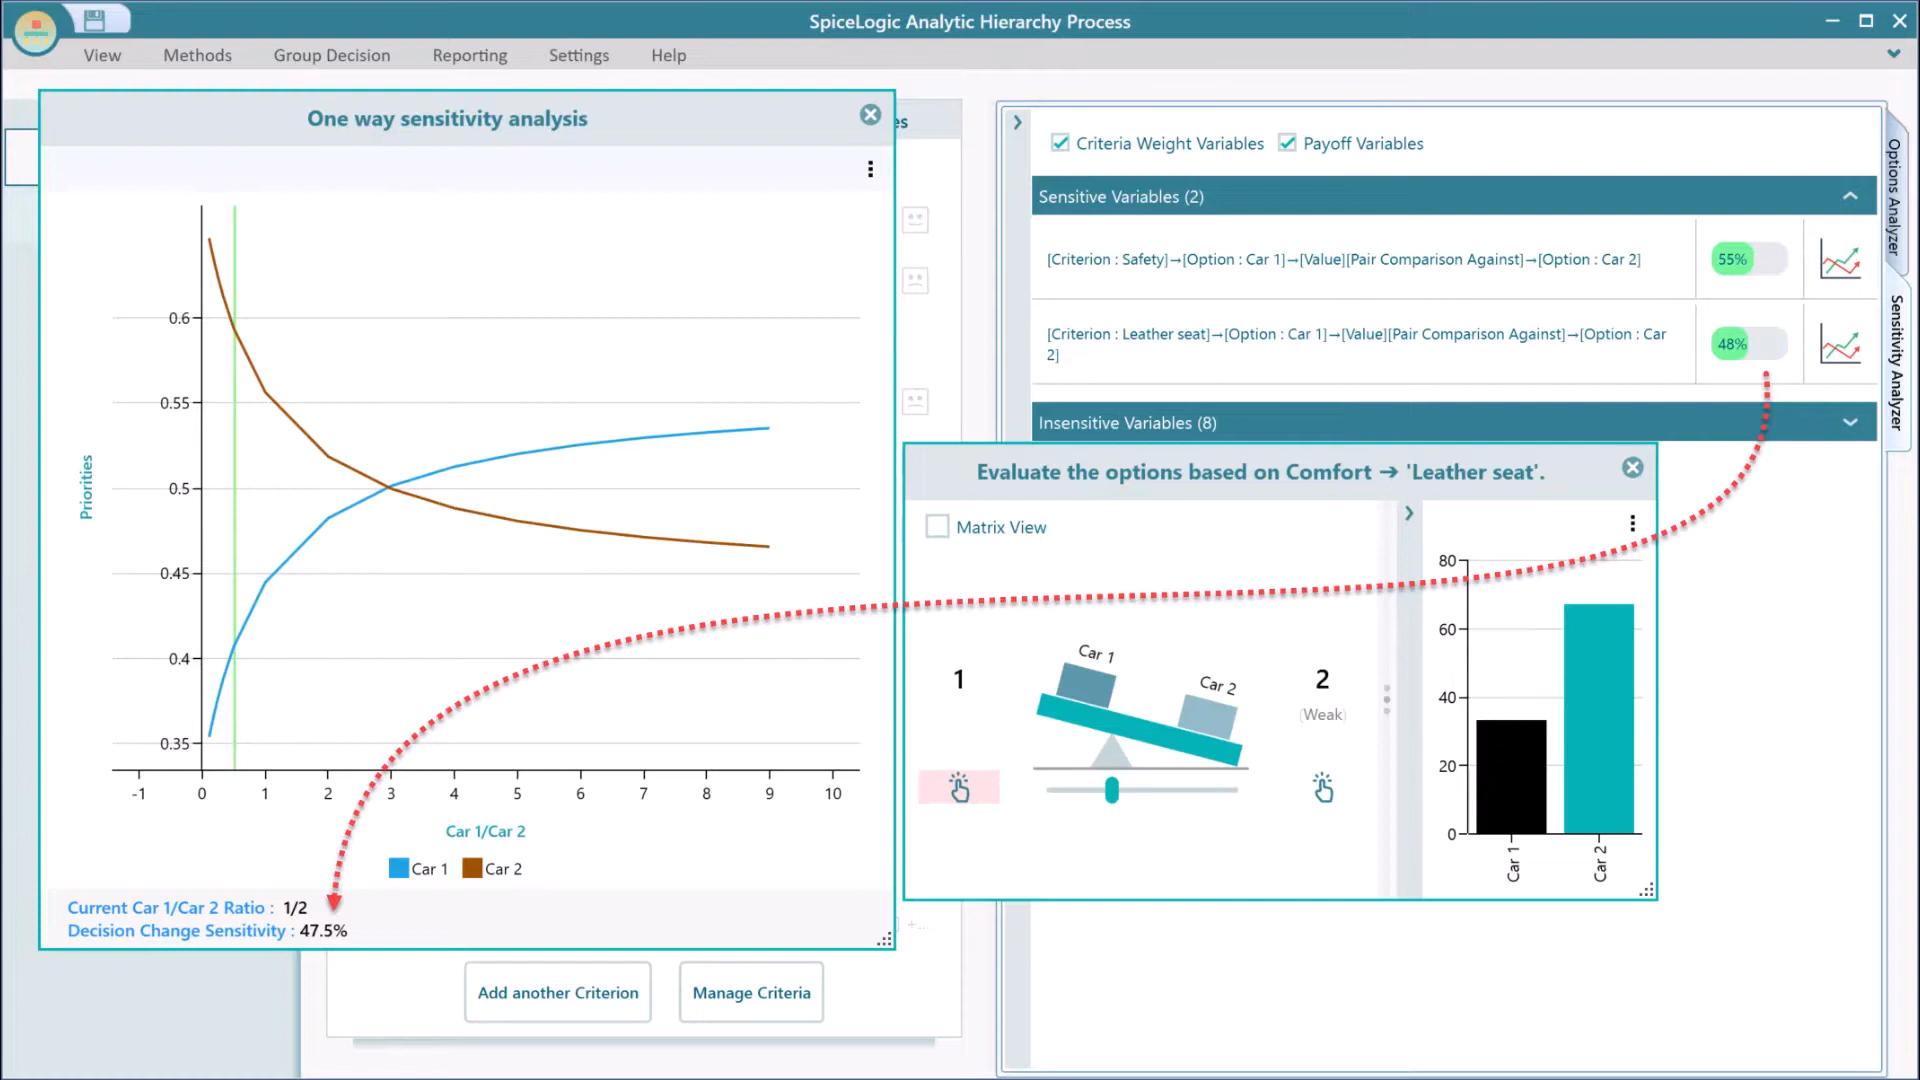 SpiceLogic Analytic Hierarchy Process
View
Methods
Group Decision
Reporting
Settings
Help
One way sensitivity analysis
0.6
0.55
0.5
0.45
0.4
0.35
Priorities
-1
0
1
2
3
4
5
6
7
8
9
10
Car 1/Car 2
Car 1
Car 2
Current Car 1/Car 2 Ratio : 1/2
Decision Change Sensitivity : 47.5%
es
Add another Criterion
Manage Criteria
Criteria Weight Variables
Payoff Variables
Sensitive Variables (2)
[Criterion : Safety]→[Option : Car 1]→[Value][Pair Comparison Against]→[Option : Car 2]
55%
[Criterion : Leather seat]→[Option : Car 1]→[Value][Pair Comparison Against]→[Option : Car
2]
48%
Insensitive Variables (8)
Options Analyzer
Sensitivity Analyzer
Evaluate the options based on Comfort → 'Leather seat'.
Matrix View
1
Car 1
Car 2
2
(Weak)
80
60
40
20
0
Car 1
Car 2